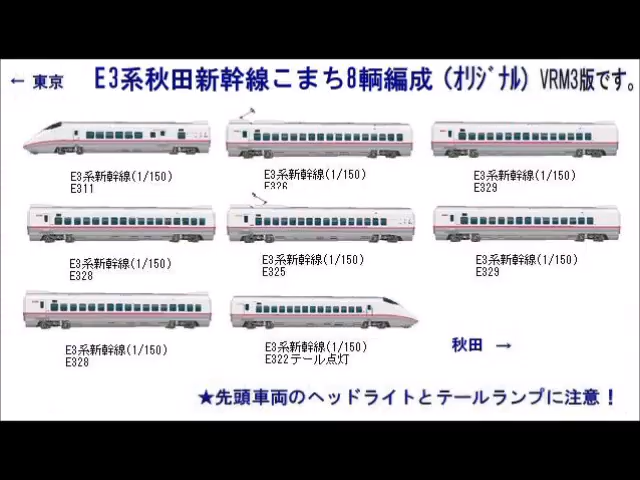 ← 東京 E3系秋田新幹線こまち8輌編成（ｵﾘｼﾞﾅﾙ）VRM3版です。
E3系新幹線(1/150)
E311
E3系新幹線(1/150)
E326
E3系新幹線(1/150)
E329
E3系新幹線(1/150)
E328
E3系新幹線(1/150)
E325
E3系新幹線(1/150)
E329
E3系新幹線(1/150)
E328
E3系新幹線(1/150)
E322テール点灯
秋田 →
★先頭車両のヘッドライトとテールランプに注意！